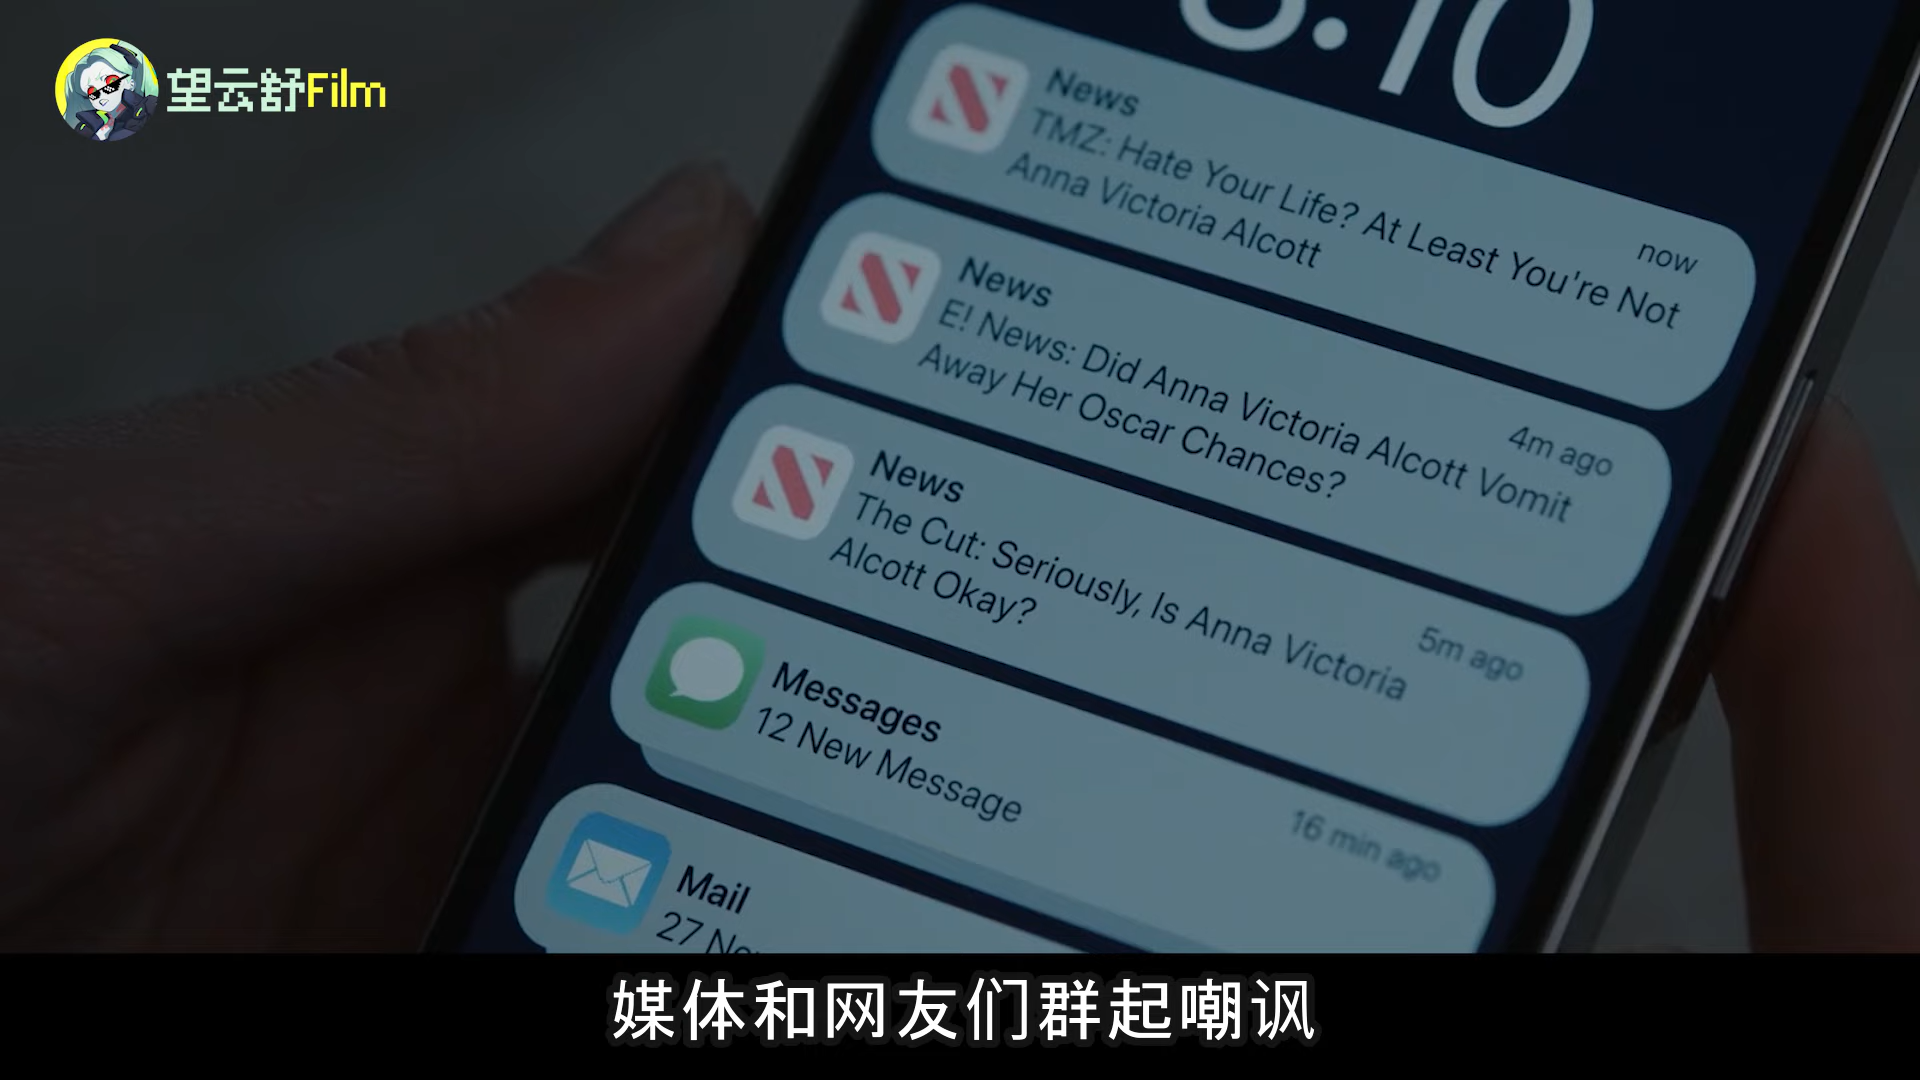 望云舒Film
8:10
News
now
TMZ: Hate Your Life? At Least You're Not
Anna Victoria Alcott
News
4m ago
E! News: Did Anna Victoria Alcott Vomit
Away Her Oscar Chances?
News
5m ago
The Cut: Seriously, Is Anna Victoria
Alcott Okay?
Messages
16 min ago
12 New Message
Mail
27
媒体和网友们群起嘲讽